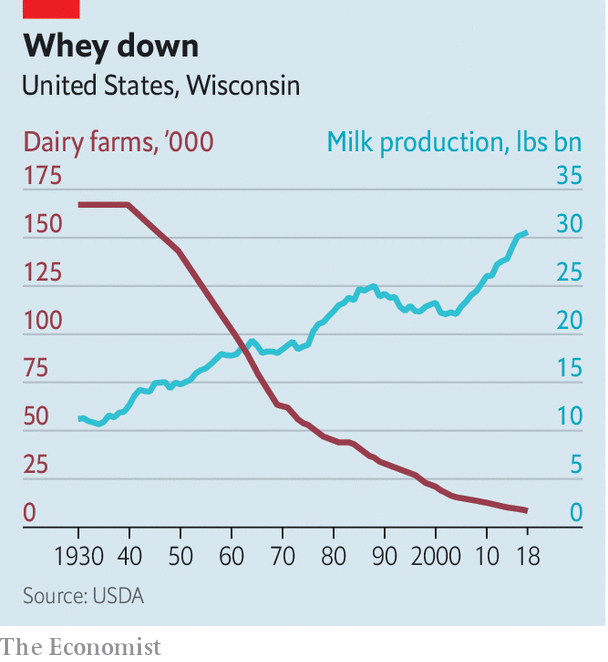 Whey down
United States, Wisconsin
Dairy farms, ’000 Milk production, lbs bn
175 35
150 30
125 25
100 20
75 15
50 10
25 5
0 0
1930 40 50 60 70 80 90 2000 10 18
Source: USDA
The Economist